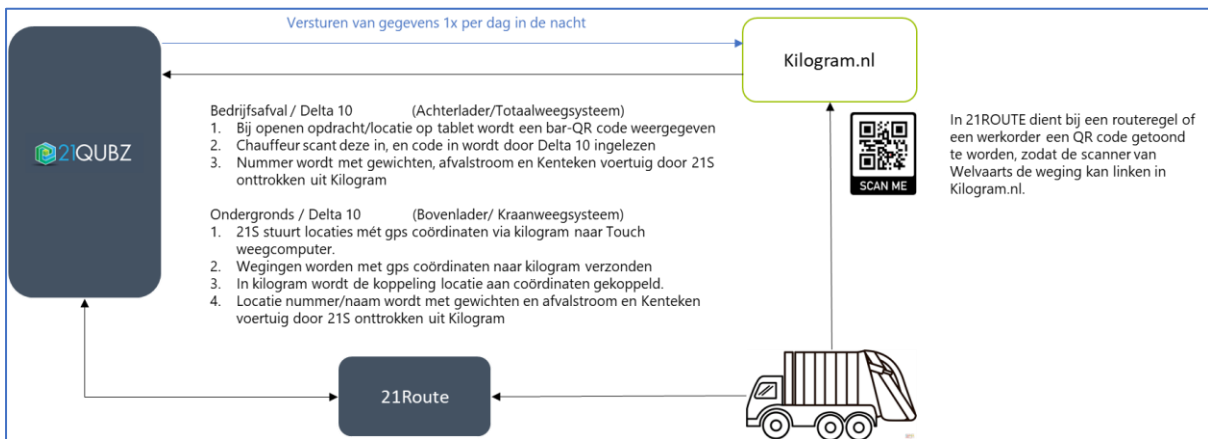 Versturen van gegevens 1x per dag in de nacht
Kilogram.nl
21QUBZ
Bedrijfsafval / Delta 10 (Achterlader/Totaalweegsysteem)
1. Bij openen opdracht/locatie op tablet wordt een bar-QR code weergegeven
2. Chauffeur scant deze in, en code in wordt door Delta 10 ingelezen
3. Nummer wordt met gewichten, afvalstroom en Kenteken voertuig door 21S
onttrokken uit Kilogram
Ondergronds / Delta 10 (Bovenlader/ Kraanweegsysteem)
1. 21S stuurt locaties mét gps coördinaten via kilogram naar Touch
weegcomputer.
2. Wegingen worden met gps coördinaten naar kilogram verzonden
3. In kilogram wordt de koppeling locatie aan coördinaten gekoppeld.
4. Locatie nummer/naam wordt met gewichten en afvalstroom en Kenteken
voertuig door 21S onttrokken uit Kilogram
SCAN ME
In 21ROUTE dient bij een routeregel of
een werkorder een QR code getoond
te worden, zodat de scanner van
Welvaarts de weging kan linken in
Kilogram.nl.
21Route